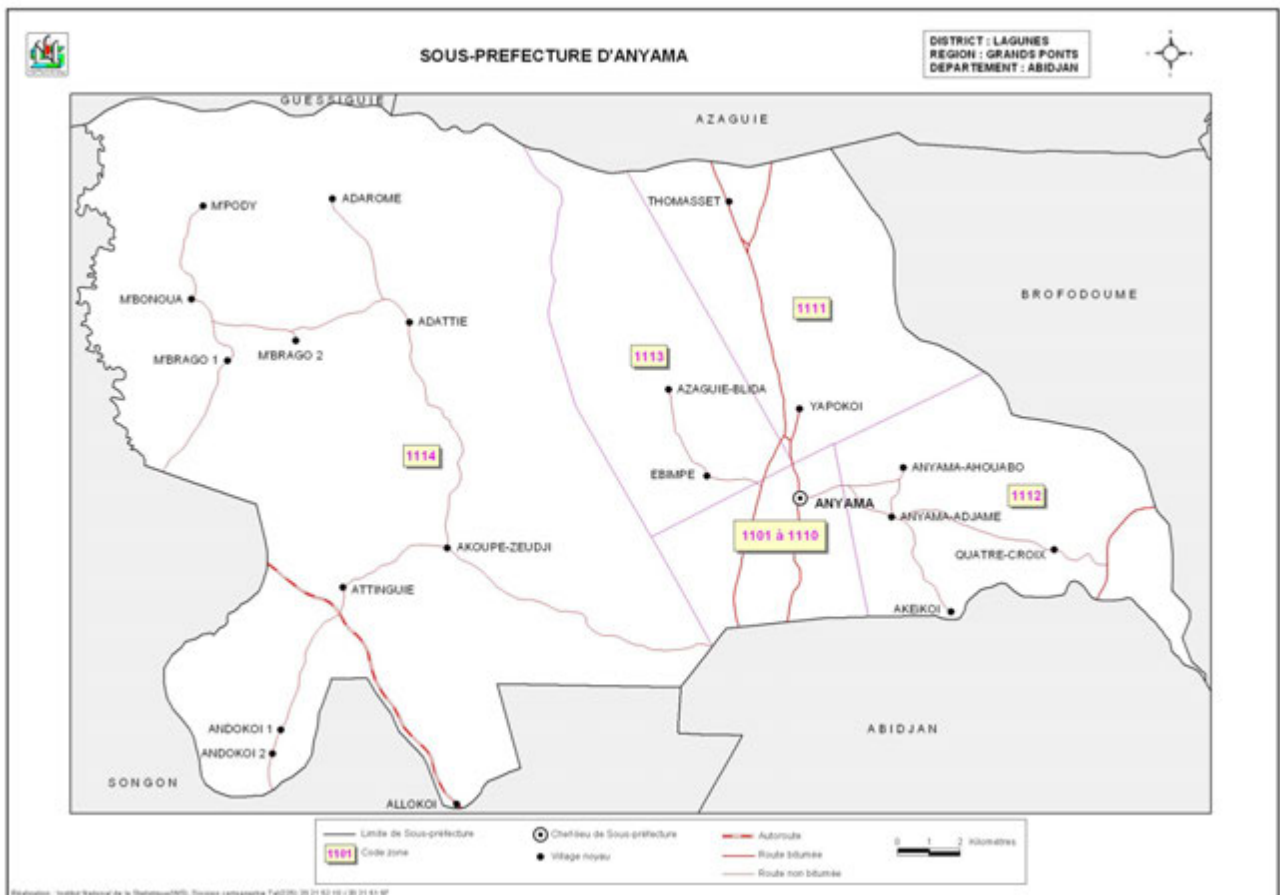 SOUS-PREFECTURE D'ANYAMA
DISTRICT : LAGUNES
REGION : GRANDS PONTS
DEPARTEMENT : ABIDJAN
GUESSIGUIE
AZAGUIE
M'PODY
ADAROME
THOMASSET
M'BONOUA
BROFODOUME
1111
ADATTIE
M'BRAGO 1
M'BRAGO 2
1113
AZAGUIE-BLIDA
YAPOKOI
1114
EBIMPE
ANYAMA-AHOUABO
ANYAMA
1112
ANYAMA-ADJAME
1101 à 1110
AKOUPE-ZEUDJI
QUATRE-CROIX
ATTINGUIE
AKEIKOI
ANDOKOI 1
ABIDJAN
ANDOKOI 2
SONGON
ALLOKOI
Limite de Sous-préfecture
Chef-lieu de Sous-préfecture
Autoroute
0 1 2 Kilomètres
1101 Code zone
Village noyau
Route bitumée
Route non bitumée